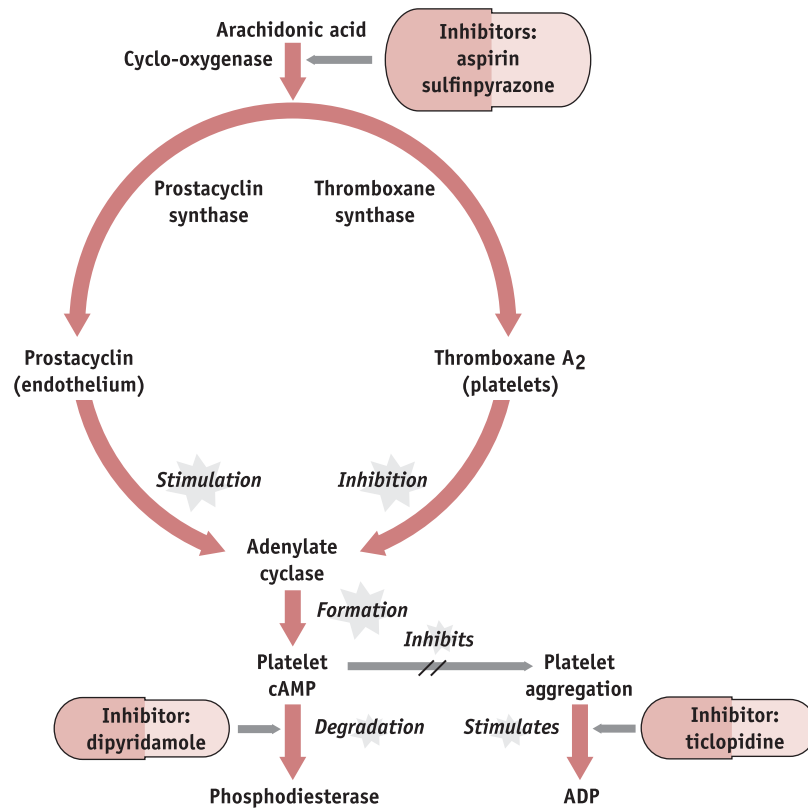 Arachidonic acid
Cyclo-oxygenase
Inhibitors:
aspirin
sulfinpyrazone
Prostacyclin
synthase
Thromboxane
synthase
Prostacyclin
(endothelium)
Thromboxane A2
(platelets)
Stimulation
Inhibition
Adenylate
cyclase
Formation
Inhibits
Platelet
cAMP
Platelet
aggregation
Inhibitor:
dipyridamole
Degradation
Stimulates
Inhibitor:
ticlopidine
Phosphodiesterase
ADP